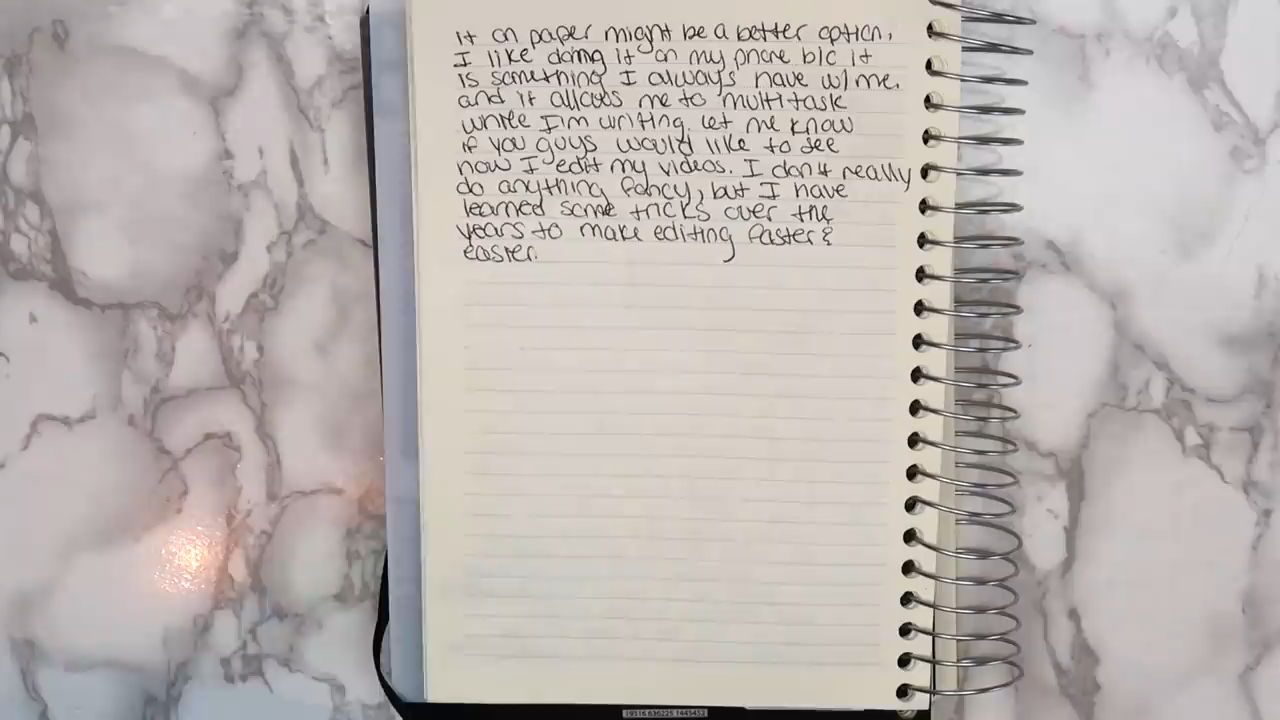 it on paper might be a better option.
I like doing it on my phone b/c it
is something I always have w/ me.
and it allows me to multitask
while I'm writing. Let me know
if you guys would like to see
how I edit my videos. I don't really
do anything fancy, but I have
learned some tricks over the
years to make editing faster &
easier.